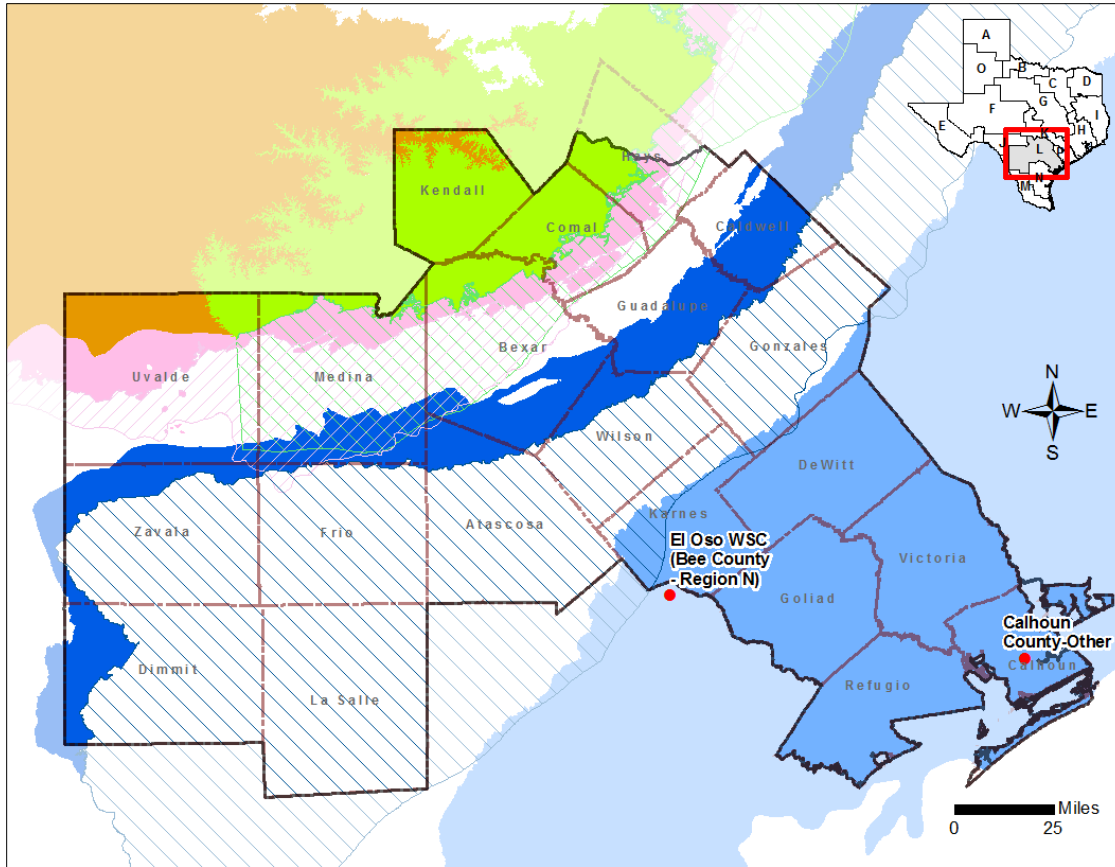 A
O
B
C
D
G
F
I
E
H
K
J
L
P
N
M
Hays
Kendall
Comal
Caldwell
Guadalupe
Bexar
Gonzales
Uvalde
Medina
N
W
E
S
Wilson
DeWitt
Karnes
Zavala
Frio
Atascosa
El Oso WSC
(Bee County
- Region N)
Victoria
Goliad
Calhoun
County-Other
Calhoun
Dimmit
Refugio
La Salle
Miles
0
25